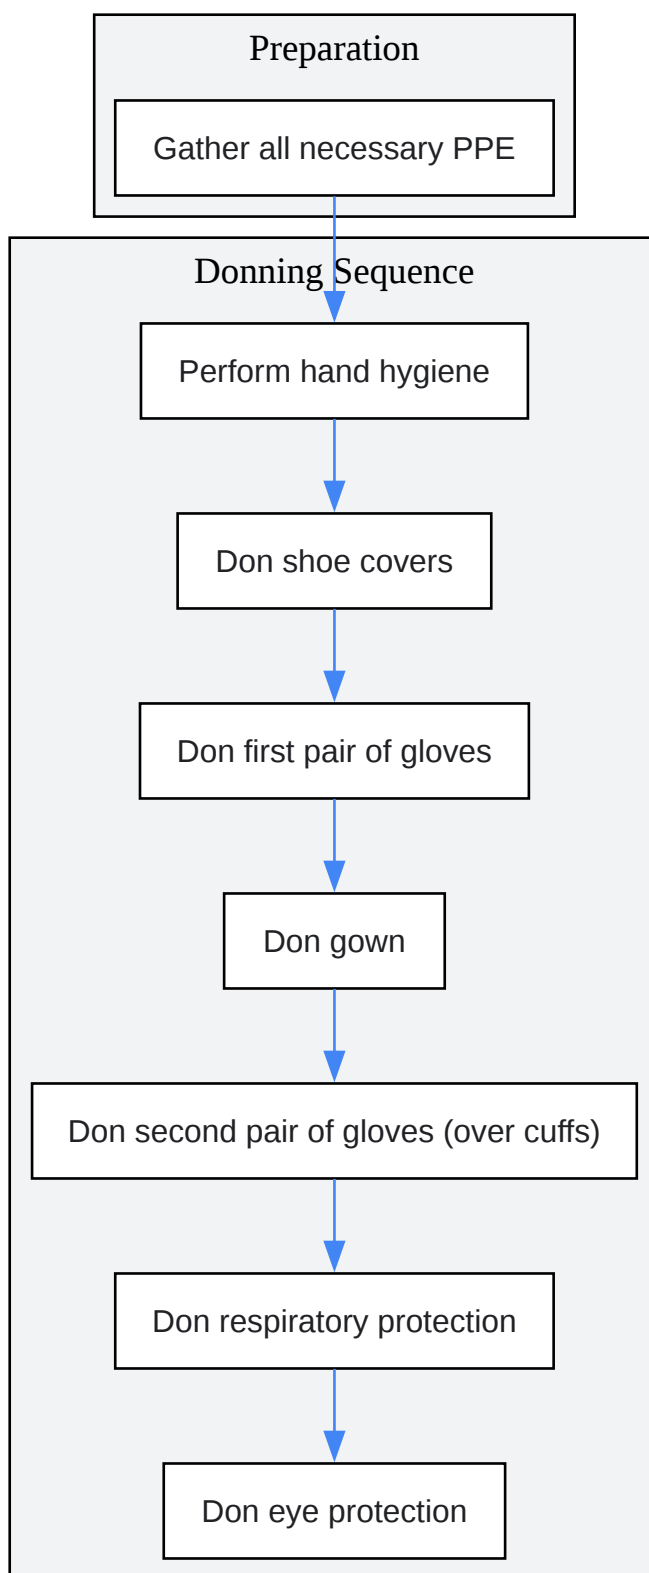 Preparation
Gather all necessary PPE
Donning Sequence
Perform hand hygiene
Don shoe covers
Don first pair of gloves
Don gown
Don second pair of gloves (over cuffs)
Don respiratory protection
Don eye protection